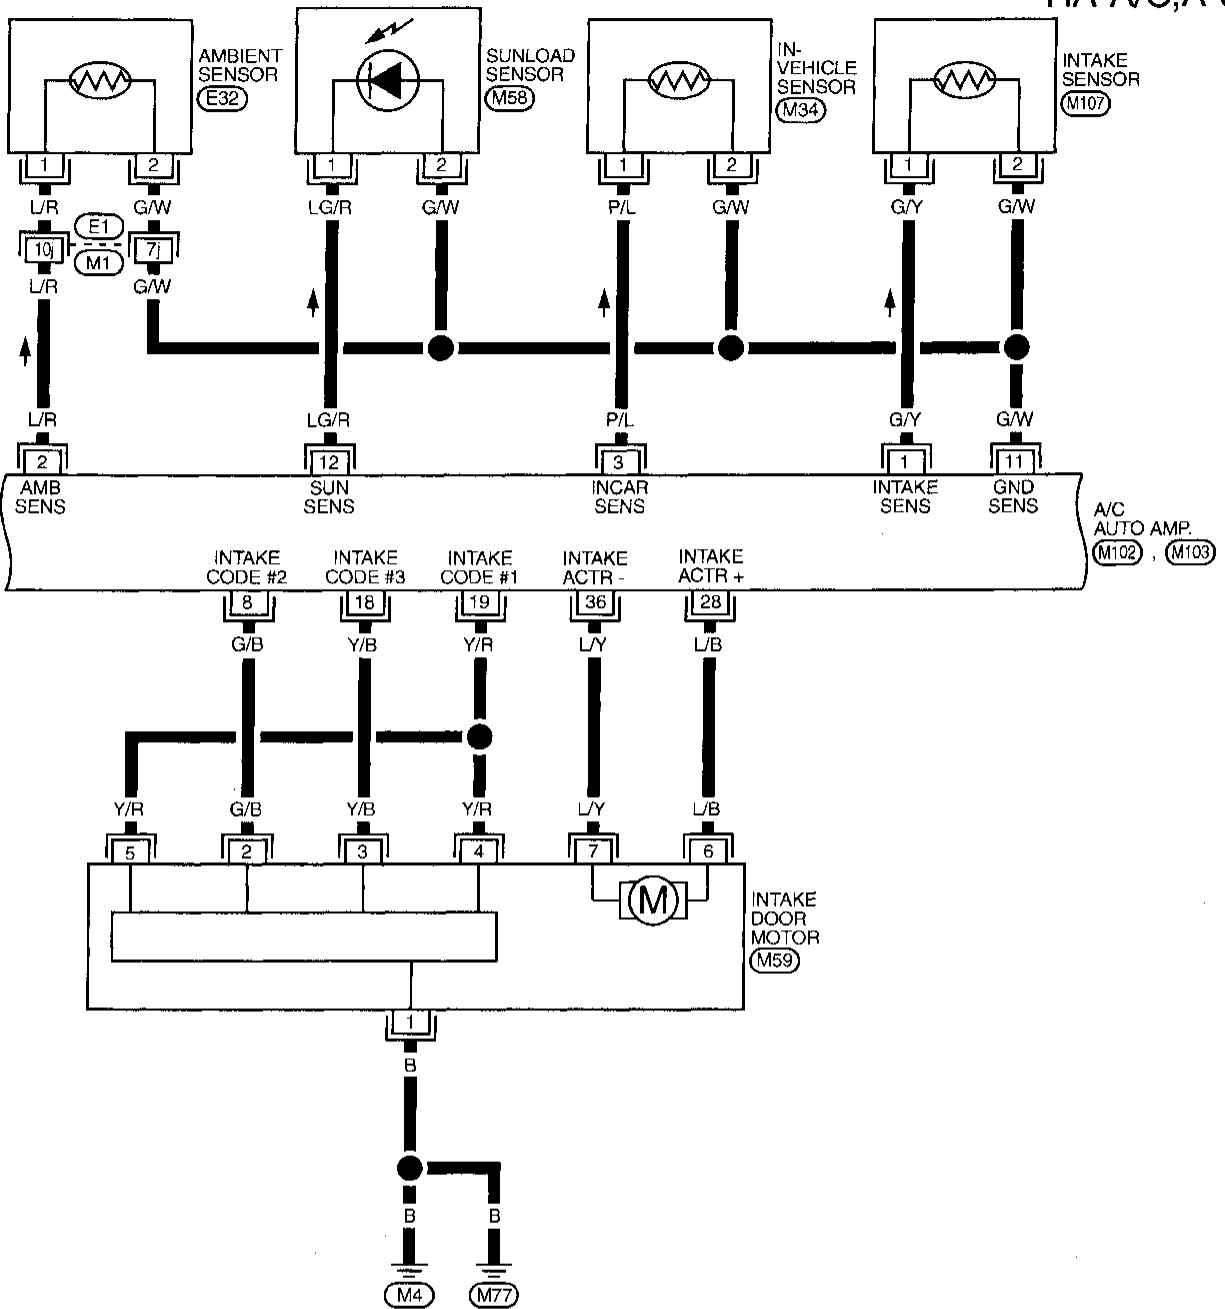 AMBIENT
SENSOR
E32
SUNLOAD
SENSOR
M58
IN-
VEHICLE
SENSOR
M34
INTAKE
SENSOR
M107
1 2 1 2 1 2 1 2
L/R G/W LG/R G/W P/L G/W G/Y G/W
E1
10j 7j
M1
L/R G/W
L/R LG/R P/L G/Y G/W
2 12 3 1 11
AMB
SENS
SUN
SENS
INCAR
SENS
INTAKE
SENS
GND
SENS
A/C
AUTO AMP.
M102 , M103
INTAKE
CODE #2
INTAKE
CODE #3
INTAKE
CODE #1
INTAKE
ACTR -
INTAKE
ACTR +
8 18 19 36 28
G/B Y/B Y/R L/Y L/B
Y/R G/B Y/B Y/R L/Y L/B
5 2 3 4 7 6
M
INTAKE
DOOR
MOTOR
M59
1
B
B B
M4 M77